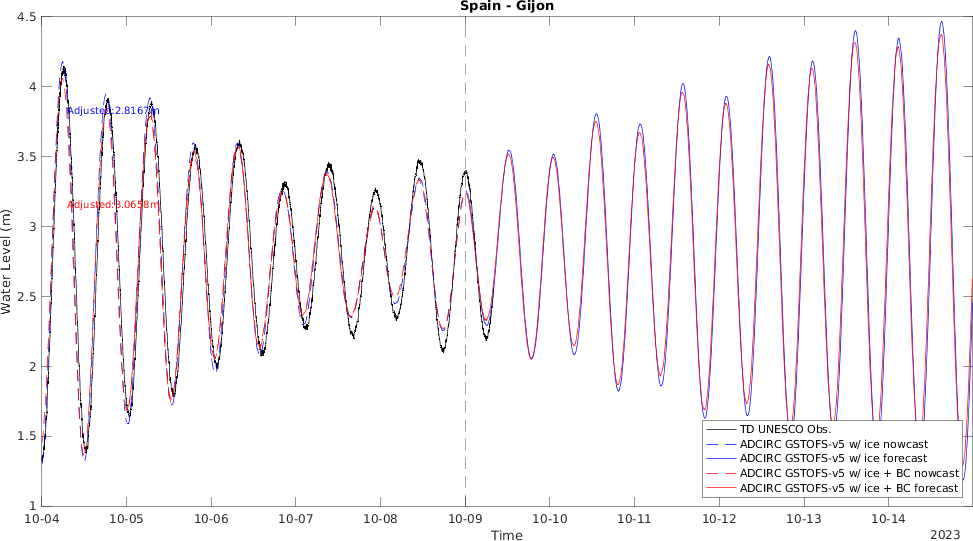 Spain - Gijon
Water Level (m)
4.5
4
3.5
3
2.5
2
1.5
1
Adjusted:2.8167m
Adjusted:3.0658m
TD UNESCO Obs.
ADCIRC GSTOFS-v5 w/ ice nowcast
ADCIRC GSTOFS-v5 w/ ice forecast
ADCIRC GSTOFS-v5 w/ ice + BC nowcast
ADCIRC GSTOFS-v5 w/ ice + BC forecast
10-04 10-05 10-06 10-07 10-08 10-09 10-10 10-11 10-12 10-13 10-14
Time
2023